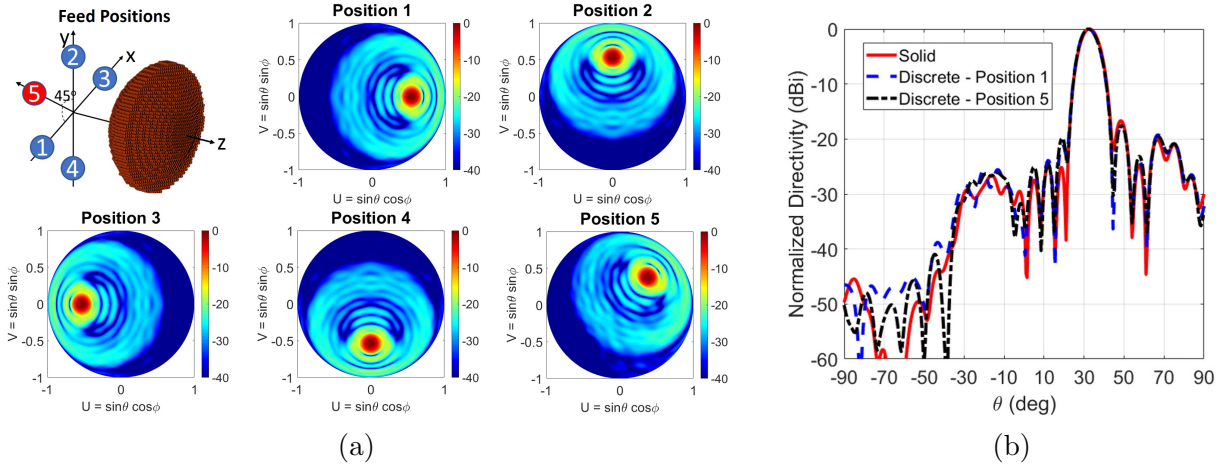 Feed Positions
y
x
z
2
3
5
45°
1
4
Position 1
V = sinθ sinϕ
1
0.5
0
-0.5
-1
1
0
1
U = sinθ cosϕ
0
-10
-20
-30
-40
Position 2
V = sinθ sinϕ
1
0.5
0
-0.5
-1
1
0
1
U = sinθ cosϕ
0
-10
-20
-30
-40
Position 3
V = sinθ sinϕ
1
0.5
0
-0.5
-1
1
0
1
U = sinθ cosϕ
0
-10
-20
-30
-40
Position 4
V = sinθ sinϕ
1
0.5
0
-0.5
-1
1
0
1
U = sinθ cosϕ
0
-10
-20
-30
-40
Position 5
V = sinθ sinϕ
1
0.5
0
-0.5
-1
1
0
1
U = sinθ cosϕ
0
-10
-20
-30
-40
(a)
Normalized Directivity (dBi)
0
-10
-20
-30
-40
-50
-60
Solid
Discrete - Position 1
Discrete - Position 5
-90 -70 -50 -30 -10 10 30 50 70 90
θ (deg)
(b)